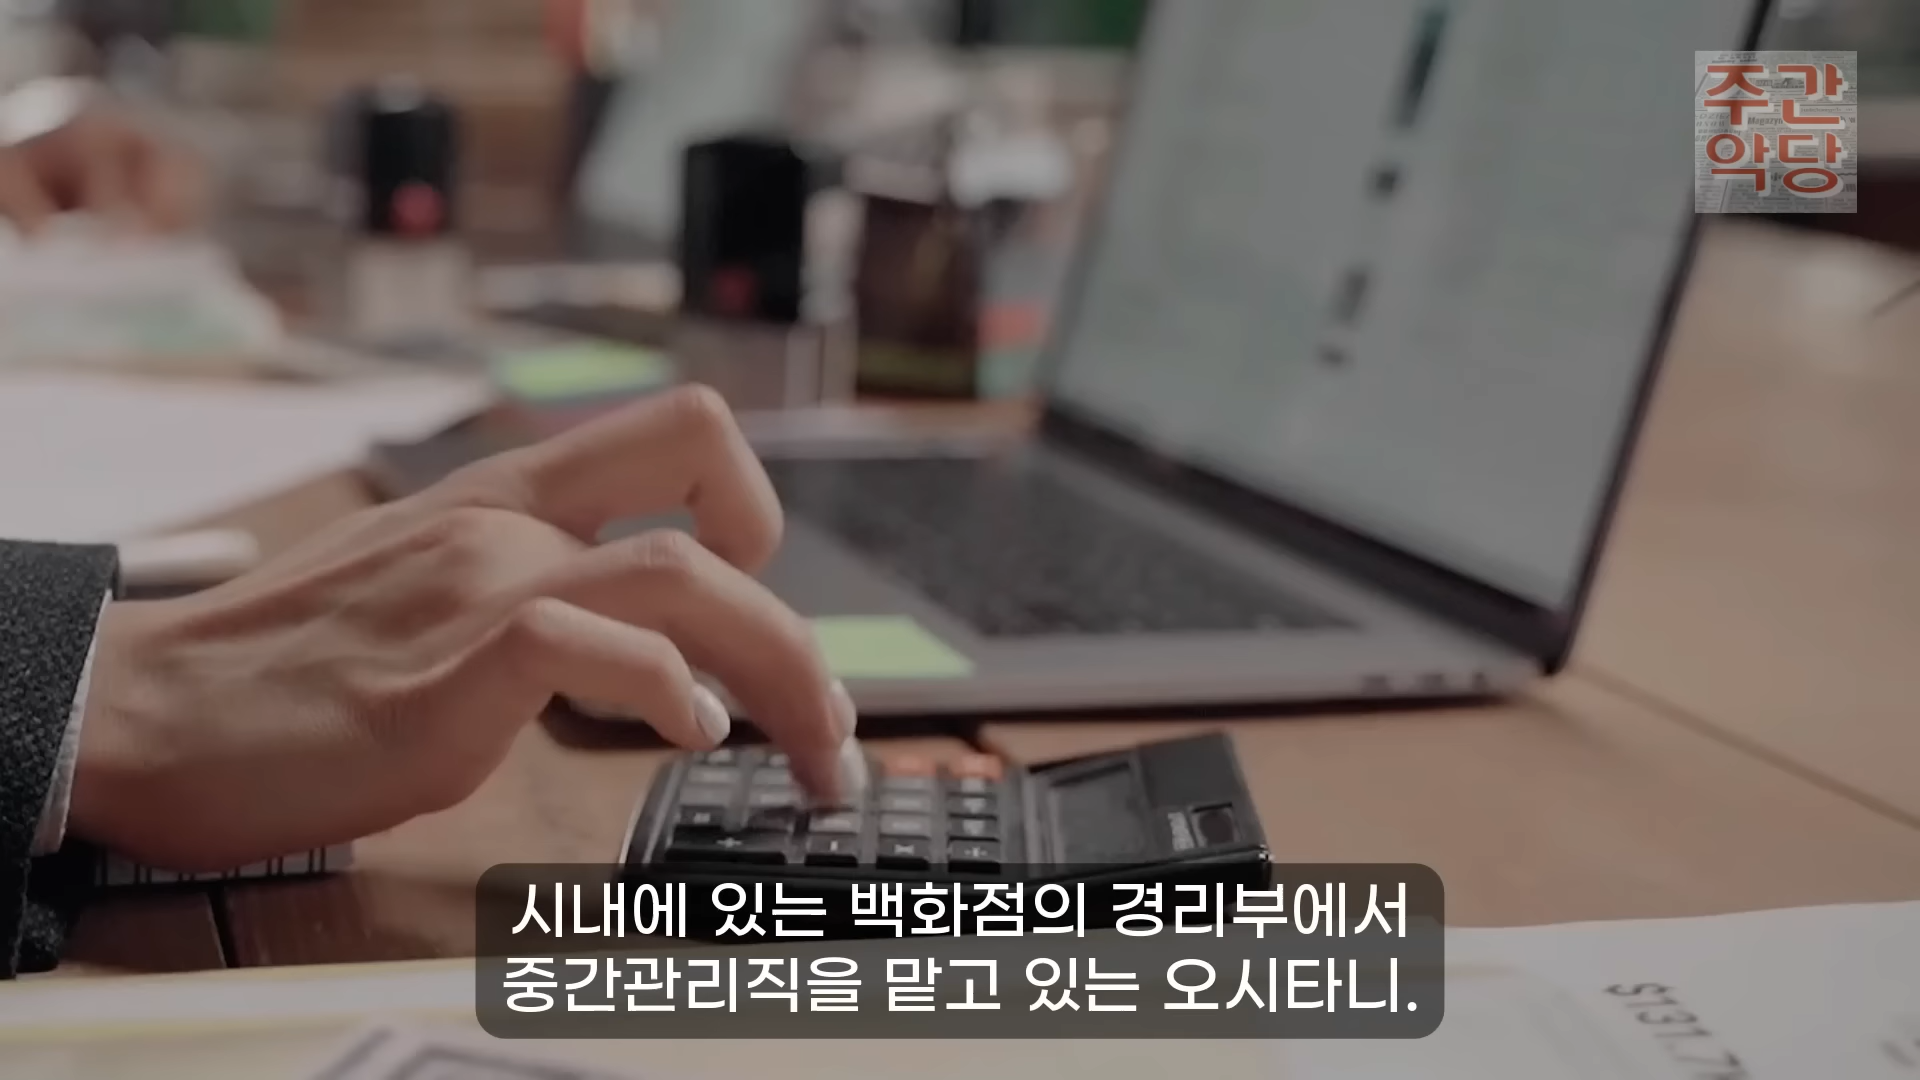 주간
악당
시내에 있는 백화점의 경리부에서
중간관리직을 맡고 있는 오시타니.